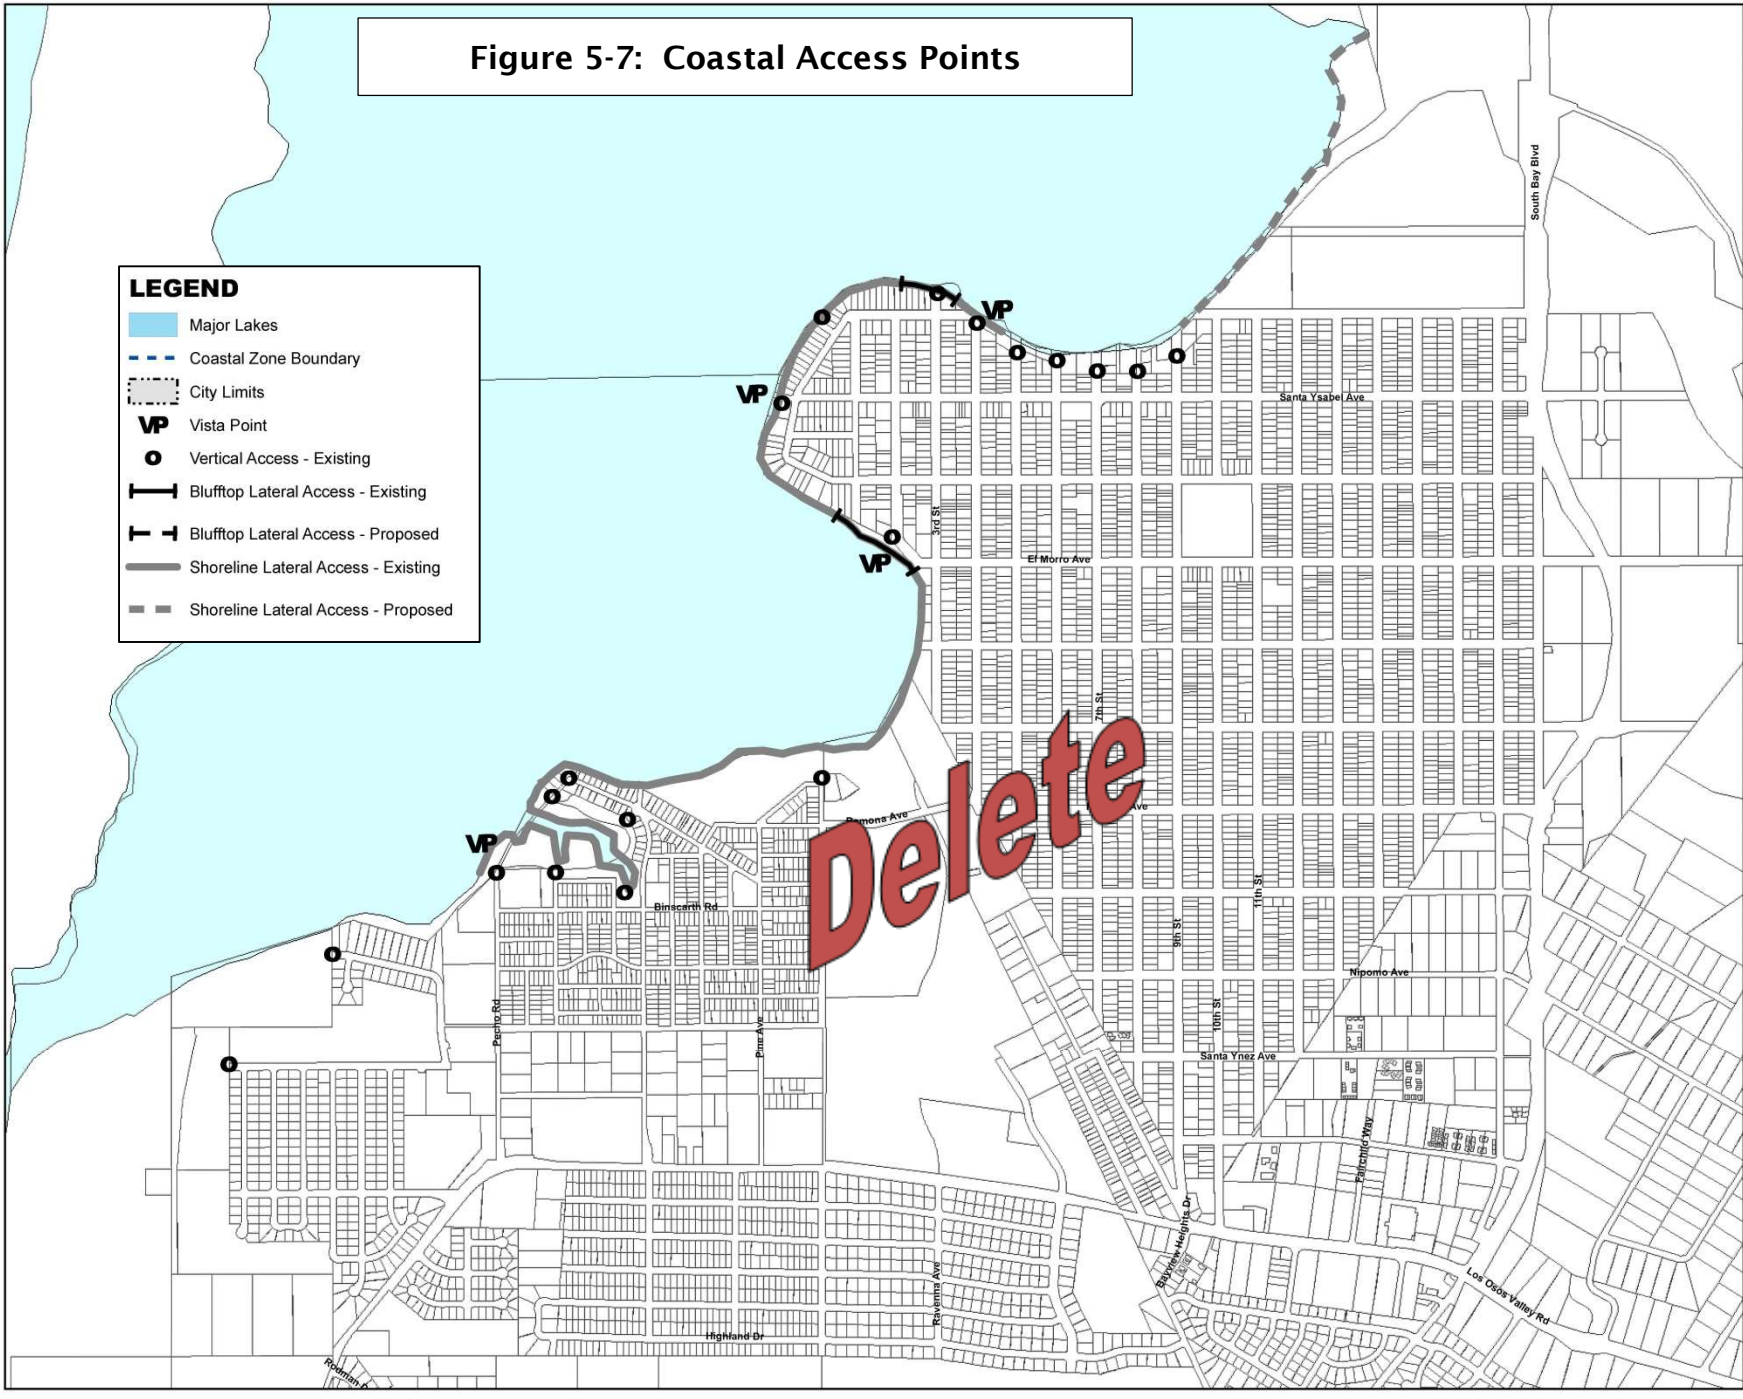 Figure 5-7:  Coastal Access Points
South Bay Blvd
LEGEND
Major Lakes
Coastal Zone Boundary
City Limits
VP Vista Point
O Vertical Access - Existing
Blufftop Lateral Access - Existing
Blufftop Lateral Access - Proposed
Shoreline Lateral Access - Existing
Shoreline Lateral Access - Proposed
O
VP
O
O
O
O
O
O
O
O
VP
O
Santa Ysabel Ave
3rd St
O
VP
El Morro Ave
7th St
Delete
O
O
O
O
Ave
Pomona Ave
VP
O
O
O
11th St
Binscarth Rd
9th St
O
Nipomo Ave
Pecho Rd
10th St
Pine Ave
O
Santa Ynez Ave
Fairchild Way
Bayview Heights Dr
Ravenna Ave
Los Osos Valley Rd
Highland Dr
Rodman D